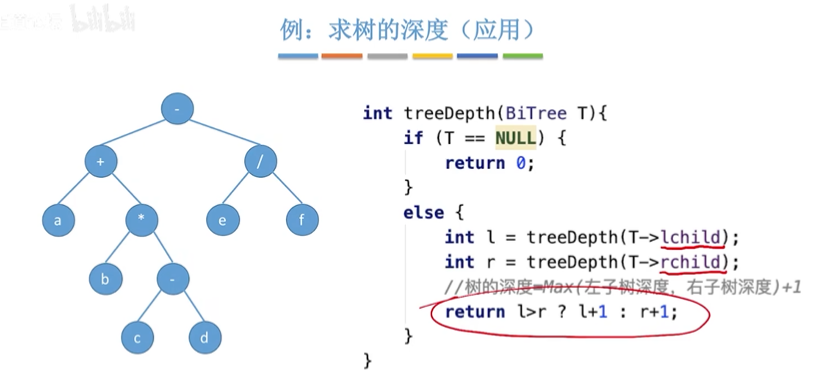 bilibili
例：求树的深度（应用）
-
+
/
a
*
e
f
b
-
c
d
int treeDepth(BiTree T){
if (T == NULL) {
return 0;
}
else {
int l = treeDepth(T->lchild);
int r = treeDepth(T->rchild);
//树的深度=Max(左子树深度，右子树深度)+1
return l>r ? l+1 : r+1;
}
}